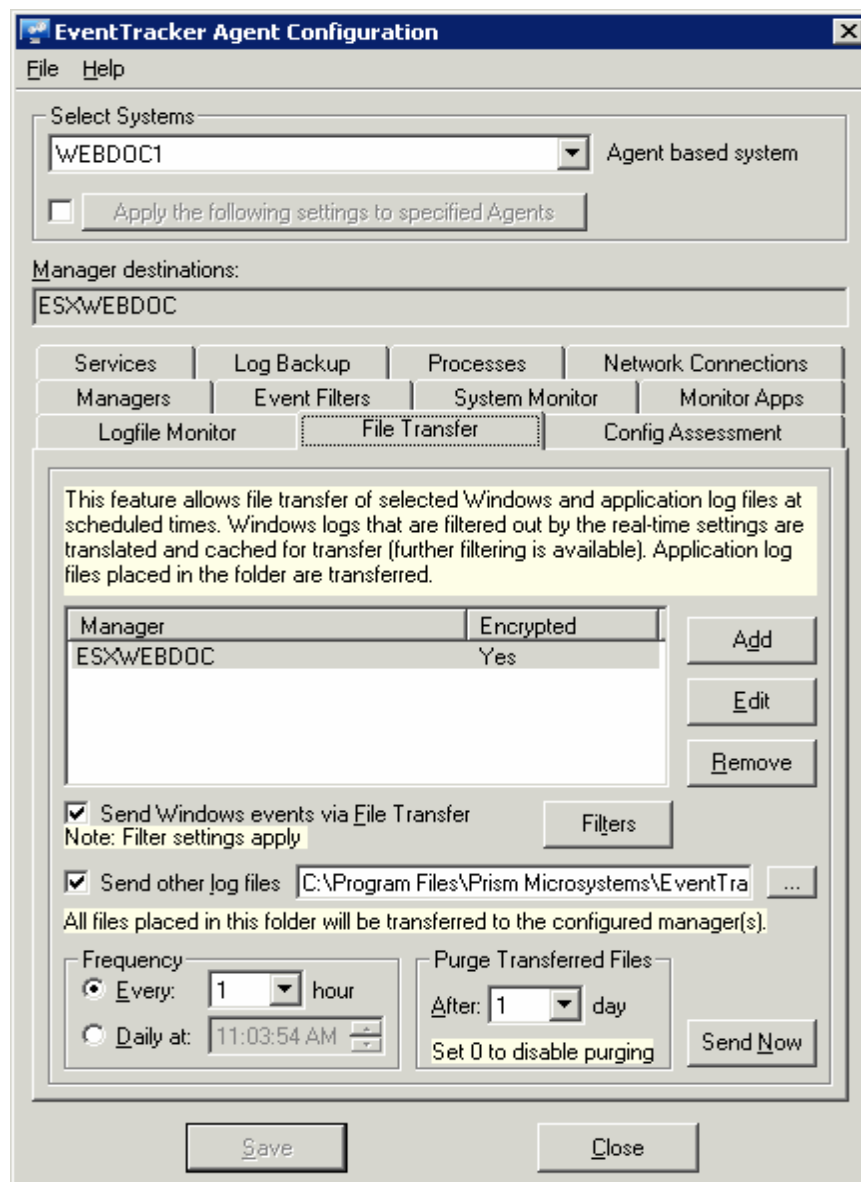 EventTracker Agent Configuration
File Help
Select Systems
WEBDOC1 Agent based system
Apply the following settings to specified Agents
Manager destinations:
ESXWEBDOC
Services Log Backup Processes Network Connections
Managers Event Filters System Monitor Monitor Apps
Logfile Monitor File Transfer Config Assessment
This feature allows file transfer of selected Windows and application log files at
scheduled times. Windows logs that are filtered out by the real-time settings are
translated and cached for transfer (further filtering is available). Application log
files placed in the folder are transferred.
Manager Encrypted
ESXWEBDOC Yes
Add
Edit
Remove
Send Windows events via File Transfer
Note: Filter settings apply
Filters
Send other log files C:\Program Files\Prism Microsystems\EventTra ...
All files placed in this folder will be transferred to the configured manager(s).
Frequency
Every: 1 hour
Daily at: 11:03:54 AM
Purge Transferred Files
After: 1 day
Set 0 to disable purging
Send Now
Save Close